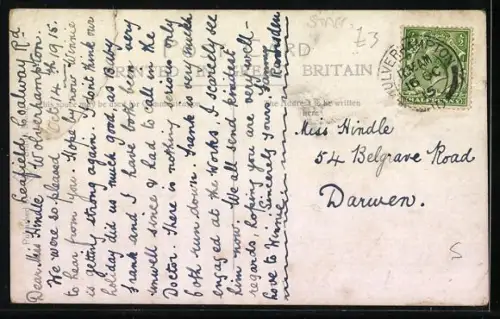 Leafield, Coalway Rd
Wolverhampton.
Oct 14th 1915.
Dear Miss Hindle
We were so pleased
to hear from you. Hope by now Winnie
is getting strong again. I dont think our
holiday did us much good, as Ruby
Frank and I have both been very
unwell since & had to call in the
Doctor. There is nothing serious only
both run down. Frank is very much
engaged at the Works, I scarcely see
him now. We all send kindest
regards, hoping you are very well –
Sincerely Yours
love to Winnie
BRITAIN
Miss Hindle
54 Belgrave Road
Darwen.
WOLVERHAMPTON
£3